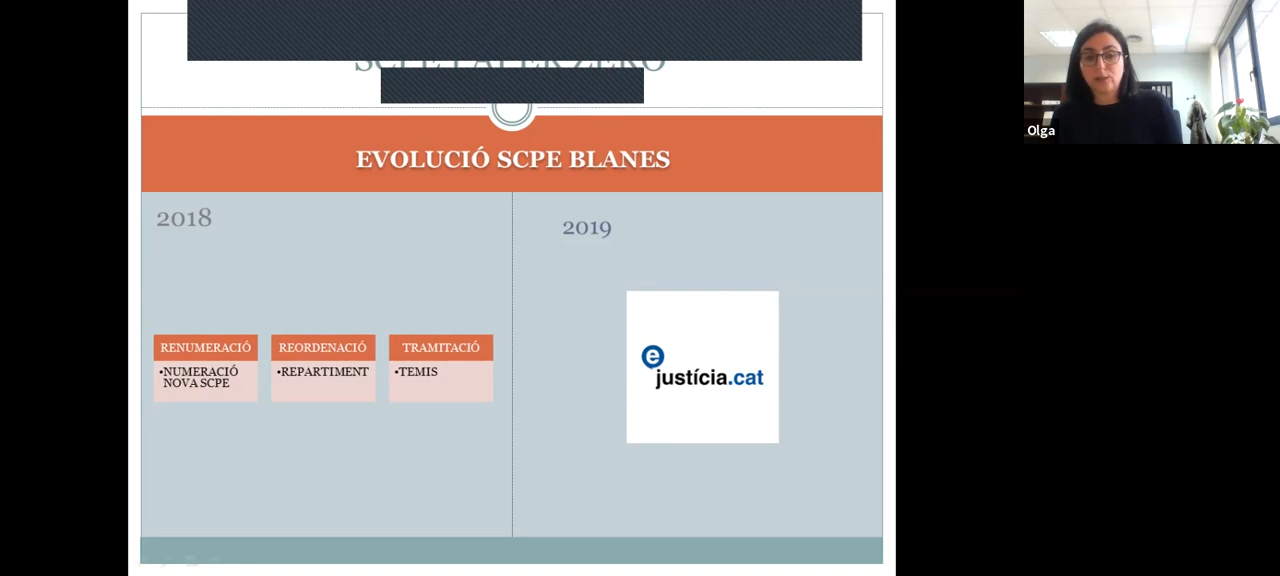 EVOLUCIÓ SCPE BLANES
2018
2019
RENUMERACIÓ
•NUMERACIÓ
NOVA SCPE
REORDENACIÓ
•REPARTIMENT
TRAMITACIÓ
•TEMIS
e
justícia.cat
Olga